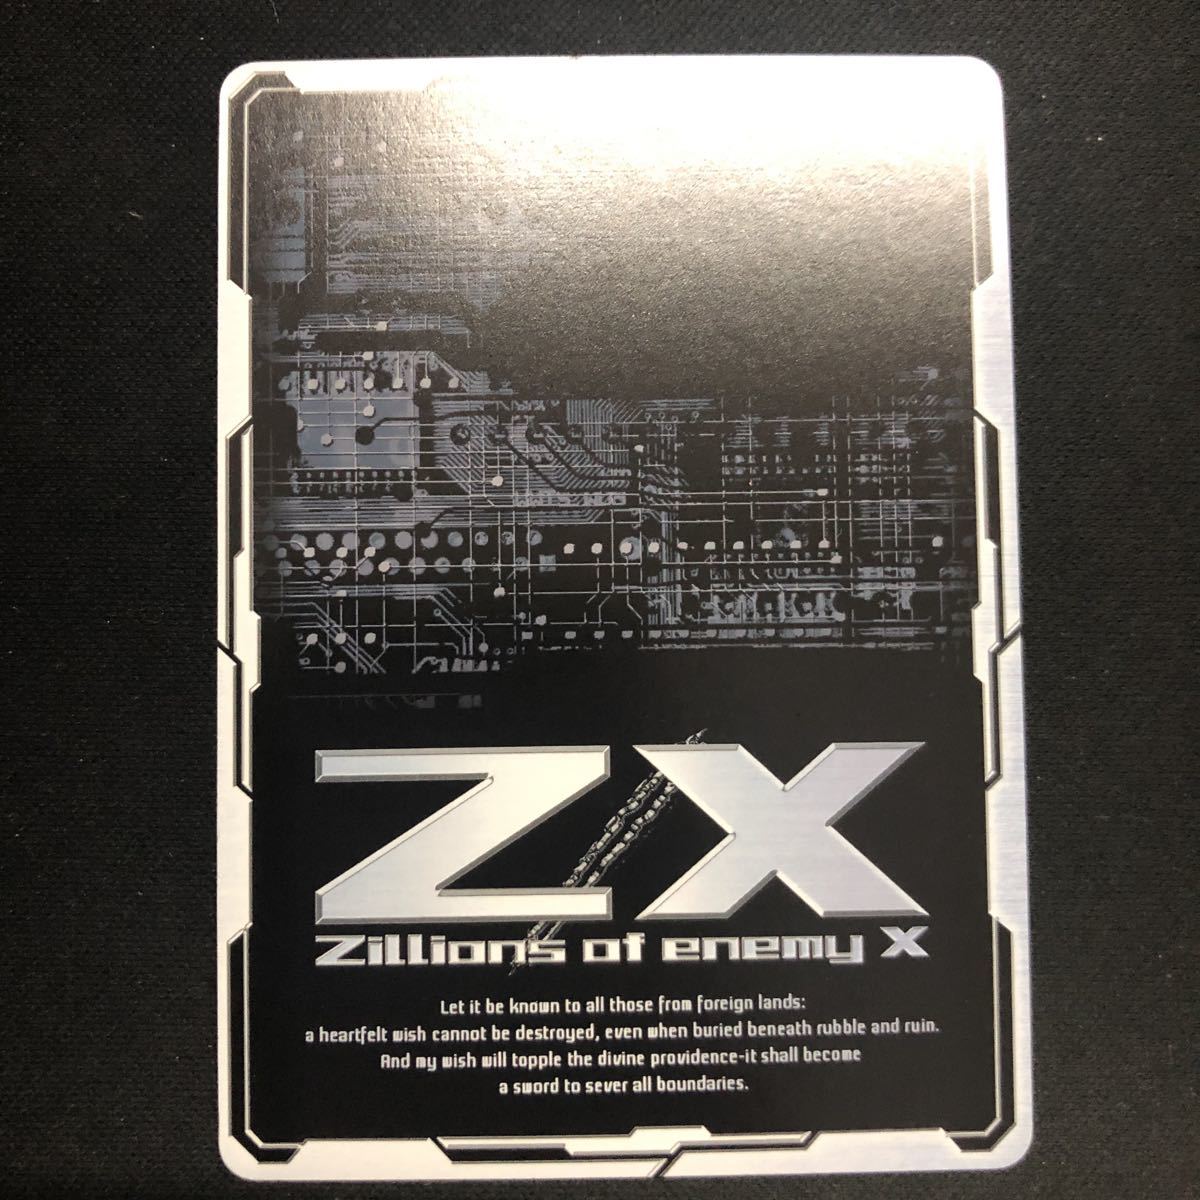 Z/X
Zillions of enemy X
Let it be known to all those from foreign lands:
a heartfelt wish cannot be destroyed, even when buried beneath rubble and ruin.
And my wish will topple the divine providence-it shall become
a sword to sever all boundaries.